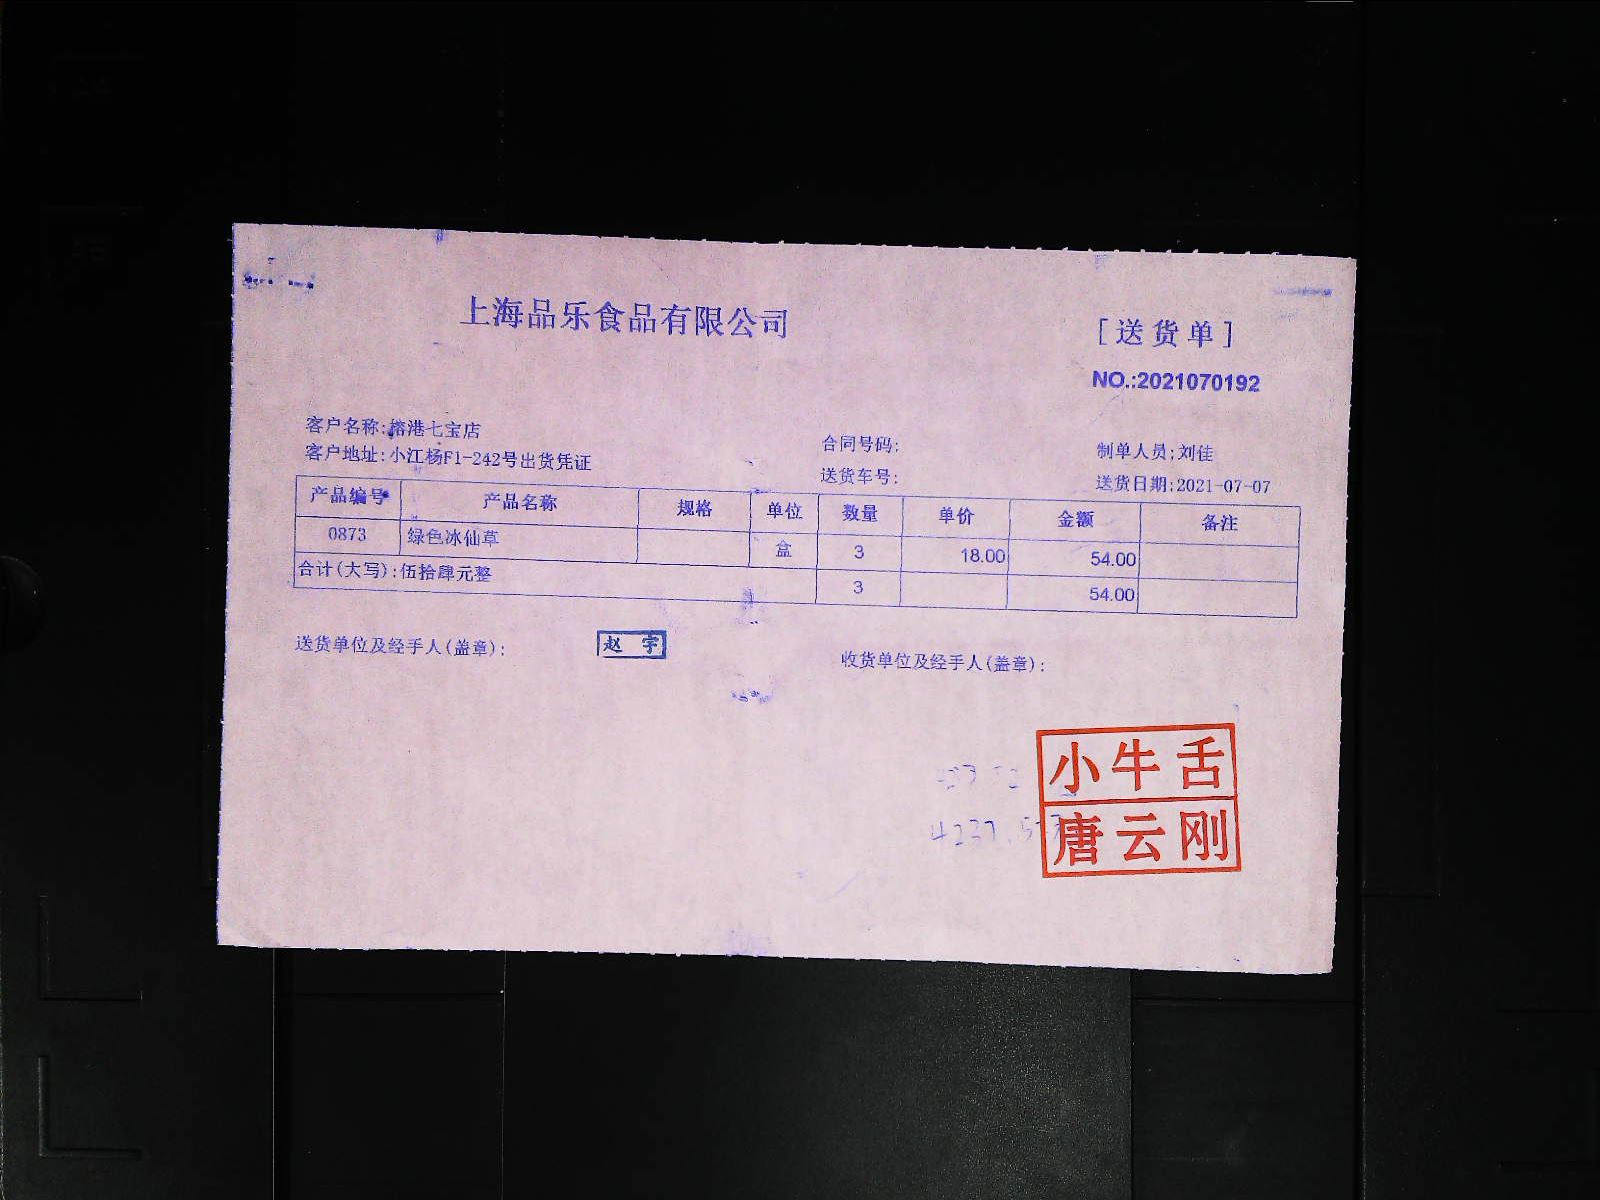 上海品乐食品有限公司
[送货单]
NO.:2021070192
客户名称:榕港七宝店
合同号码:
制单人员:刘佳
客户地址:小江杨F1-242号出货凭证
送货车号:
送货日期:2021-07-07
产品编号 产品名称 规格 单位 数量 单价 金额 备注
0873 绿色冰仙草 盒 3 18.00 54.00
合计(大写):伍拾肆元整 3 54.00
送货单位及经手人(盖章):
赵宇
收货单位及经手人(盖章):
小牛舌
唐云刚